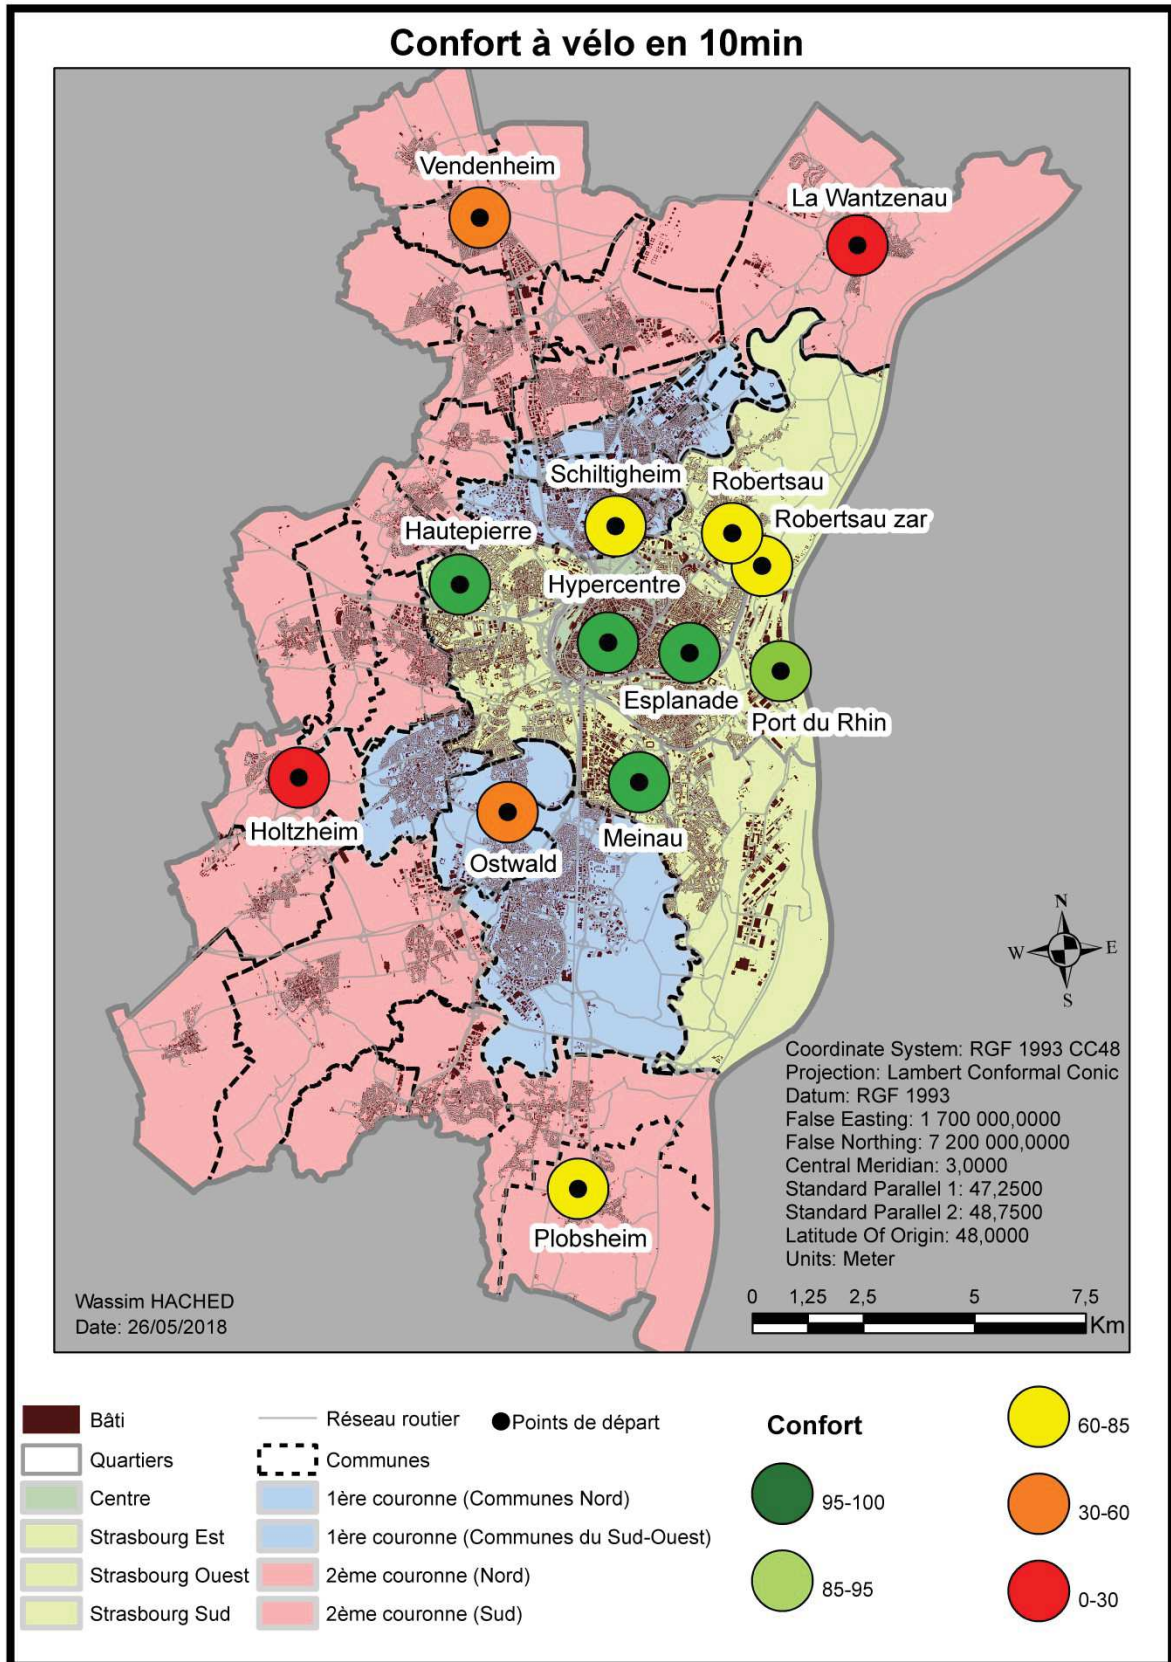 Confort à vélo en 10min
Vendenheim
La Wantzenau
Schiltigheim
Robertsau
Robertsau zar
Hautepierre
Hypercentre
Esplanade
Port du Rhin
Holtzheim
Ostwald
Meinau
Plobsheim
N
W
E
S
Coordinate System: RGF 1993 CC48
Projection: Lambert Conformal Conic
Datum: RGF 1993
False Easting: 1 700 000,0000
False Northing: 7 200 000,0000
Central Meridian: 3,0000
Standard Parallel 1: 47,2500
Standard Parallel 2: 48,7500
Latitude Of Origin: 48,0000
Units: Meter
0 1,25 2,5 5 7,5
Km
Wassim HACHED
Date: 26/05/2018
Bâti
Quartiers
Centre
Strasbourg Est
Strasbourg Ouest
Strasbourg Sud
Réseau routier
Communes
1ère couronne (Communes Nord)
1ère couronne (Communes du Sud-Ouest)
2ème couronne (Nord)
2ème couronne (Sud)
Points de départ
Confort
95-100
85-95
60-85
30-60
0-30